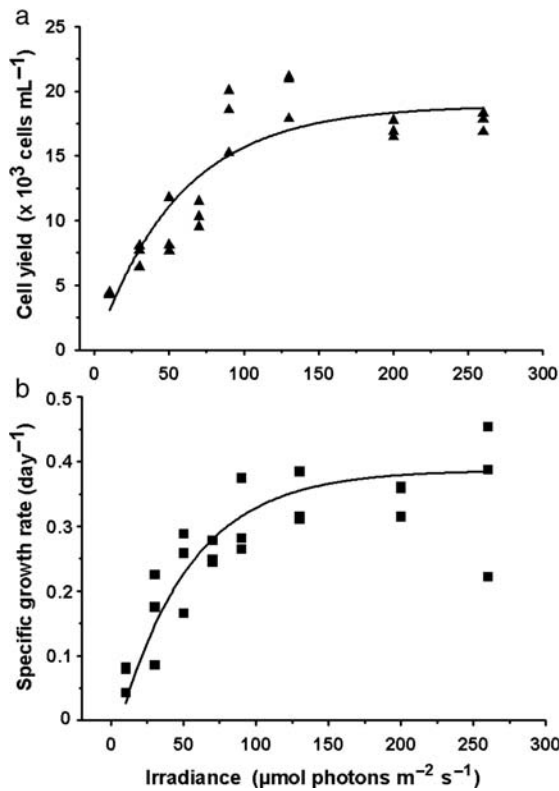 a
25
20
15
10
5
0
Cell yield (x 10³ cells mL⁻¹)
0 50 100 150 200 250 300
b
0.5
0.4
0.3
0.2
0.1
0
Specific growth rate (day⁻¹)
0 50 100 150 200 250 300
Irradiance (µmol photons m⁻² s⁻¹)